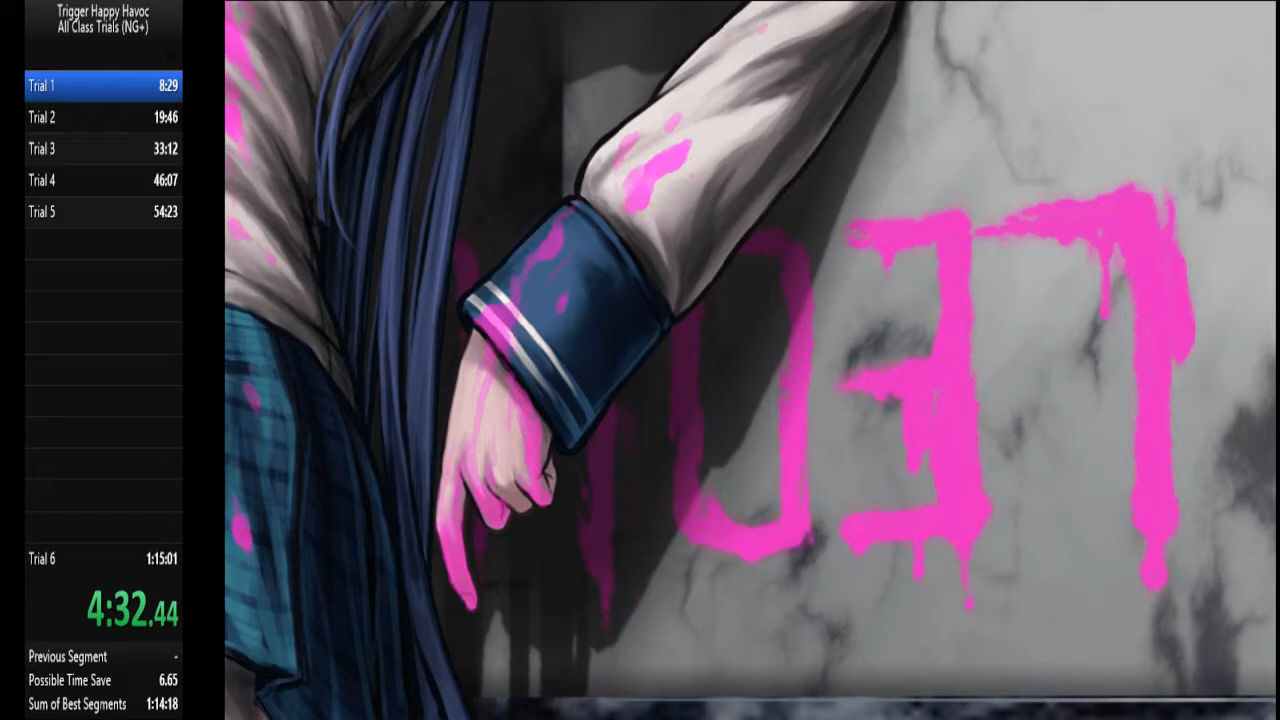 Trigger Happy Havoc
All Class Trials (NG+)
Trial 1 8:29
Trial 2 19:46
Trial 3 33:12
Trial 4 46:07
Trial 5 54:23
Trial 6 1:15:01
4:32.44
Previous Segment -
Possible Time Save 6.65
Sum of Best Segments 1:14:18
11037